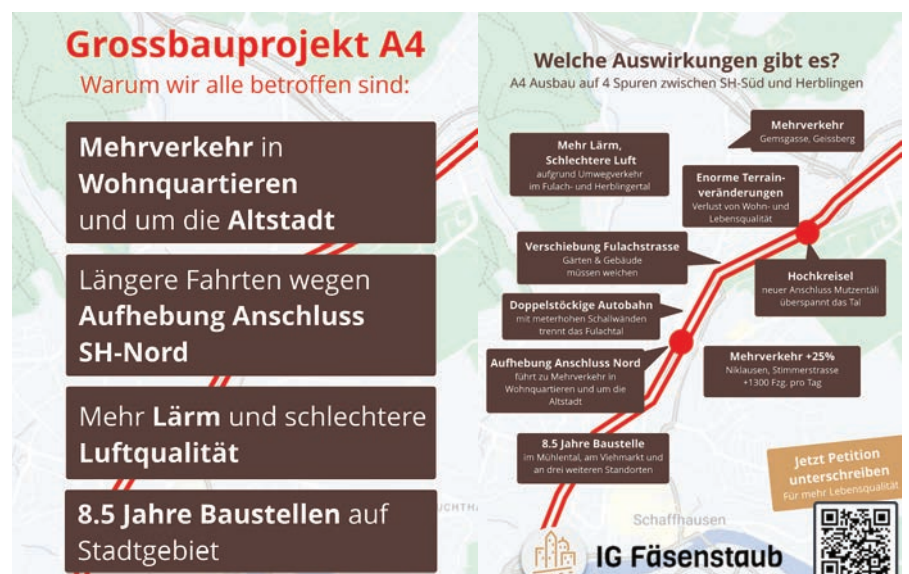 Grossbauprojekt A4
Warum wir alle betroffen sind:
Mehrverkehr in
Wohnquartieren
und um die Altstadt
Längere Fahrten wegen
Aufhebung Anschluss
SH-Nord
Mehr Lärm und schlechtere
Luftqualität
8.5 Jahre Baustellen auf
Stadtgebiet
Welche Auswirkungen gibt es?
A4 Ausbau auf 4 Spuren zwischen SH-Süd und Herblingen
Mehrverkehr
Gemsgasse, Geissberg
Mehr Lärm,
Schlechtere Luft
aufgrund Umwegverkehr
im Fulach- und Herblingertal
Enorme Terrain-
veränderungen
Verlust von Wohn- und
Lebensqualität
Verschiebung Fulachstrasse
Gärten & Gebäude
müssen weichen
Hochkreisel
neuer Anschluss Mutzentäli
überspannt das Tal
Doppelstöckige Autobahn
mit meterhohen Schallwänden
trennt das Fulachtal
Aufhebung Anschluss Nord
führt zu Mehrverkehr in
Wohnquartieren und um die
Altstadt
Mehrverkehr +25%
Niklausen, Stimmerstrasse
+1300 Fzg. pro Tag
8.5 Jahre Baustelle
im Mühlental, am Viehmarkt und
an drei weiteren Standorten
Jetzt Petition
unterschreiben
Für mehr Lebensqualität
Schaffhausen
IG Fäsenstaub